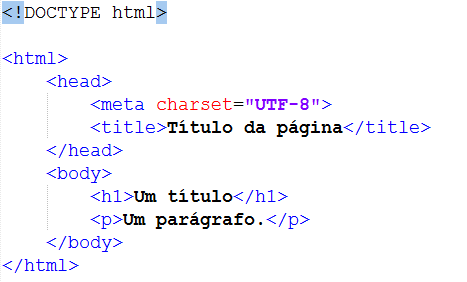 <!DOCTYPE html>
<html>
<head>
<meta charset="UTF-8">
<title>Título da página</title>
</head>
<body>
<h1>Um título</h1>
<p>Um parágrafo.</p>
</body>
</html>